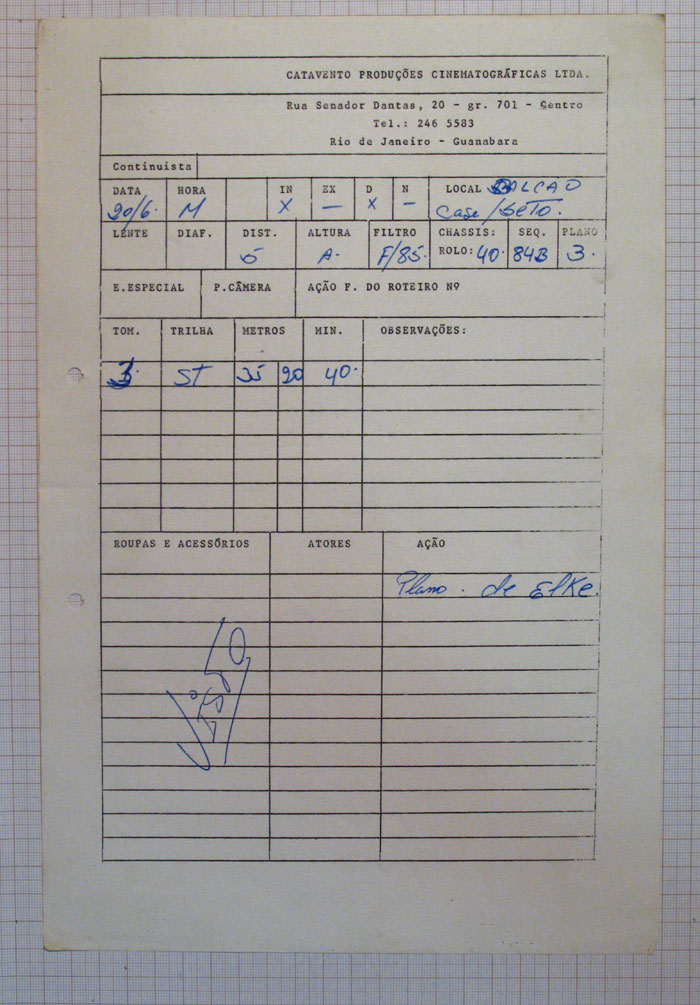 CATAVENTO PRODUÇÕES CINEMATOGRÁFICAS LTDA.
Rua Senador Dantas, 20 - gr. 701 - Centro
Tel.: 246 5583
Rio de Janeiro - Guanabara
Continuista
DATA HORA IN EX D N LOCAL BALCAO
20/6. M X — X — Case/Beto.
LENTE DIAF. DIST. ALTURA FILTRO CHASSIS: SEQ. PLANO
5 A. F/85. ROLO: 40. 84B 3.
E.ESPECIAL P.CÂMERA AÇÃO F. DO ROTEIRO Nº
TOM. TRILHA METROS MIN. OBSERVAÇÕES:
3. ST 35 20 40.
ROUPAS E ACESSÓRIOS ATORES AÇÃO
Plano. de Elke.
Visto